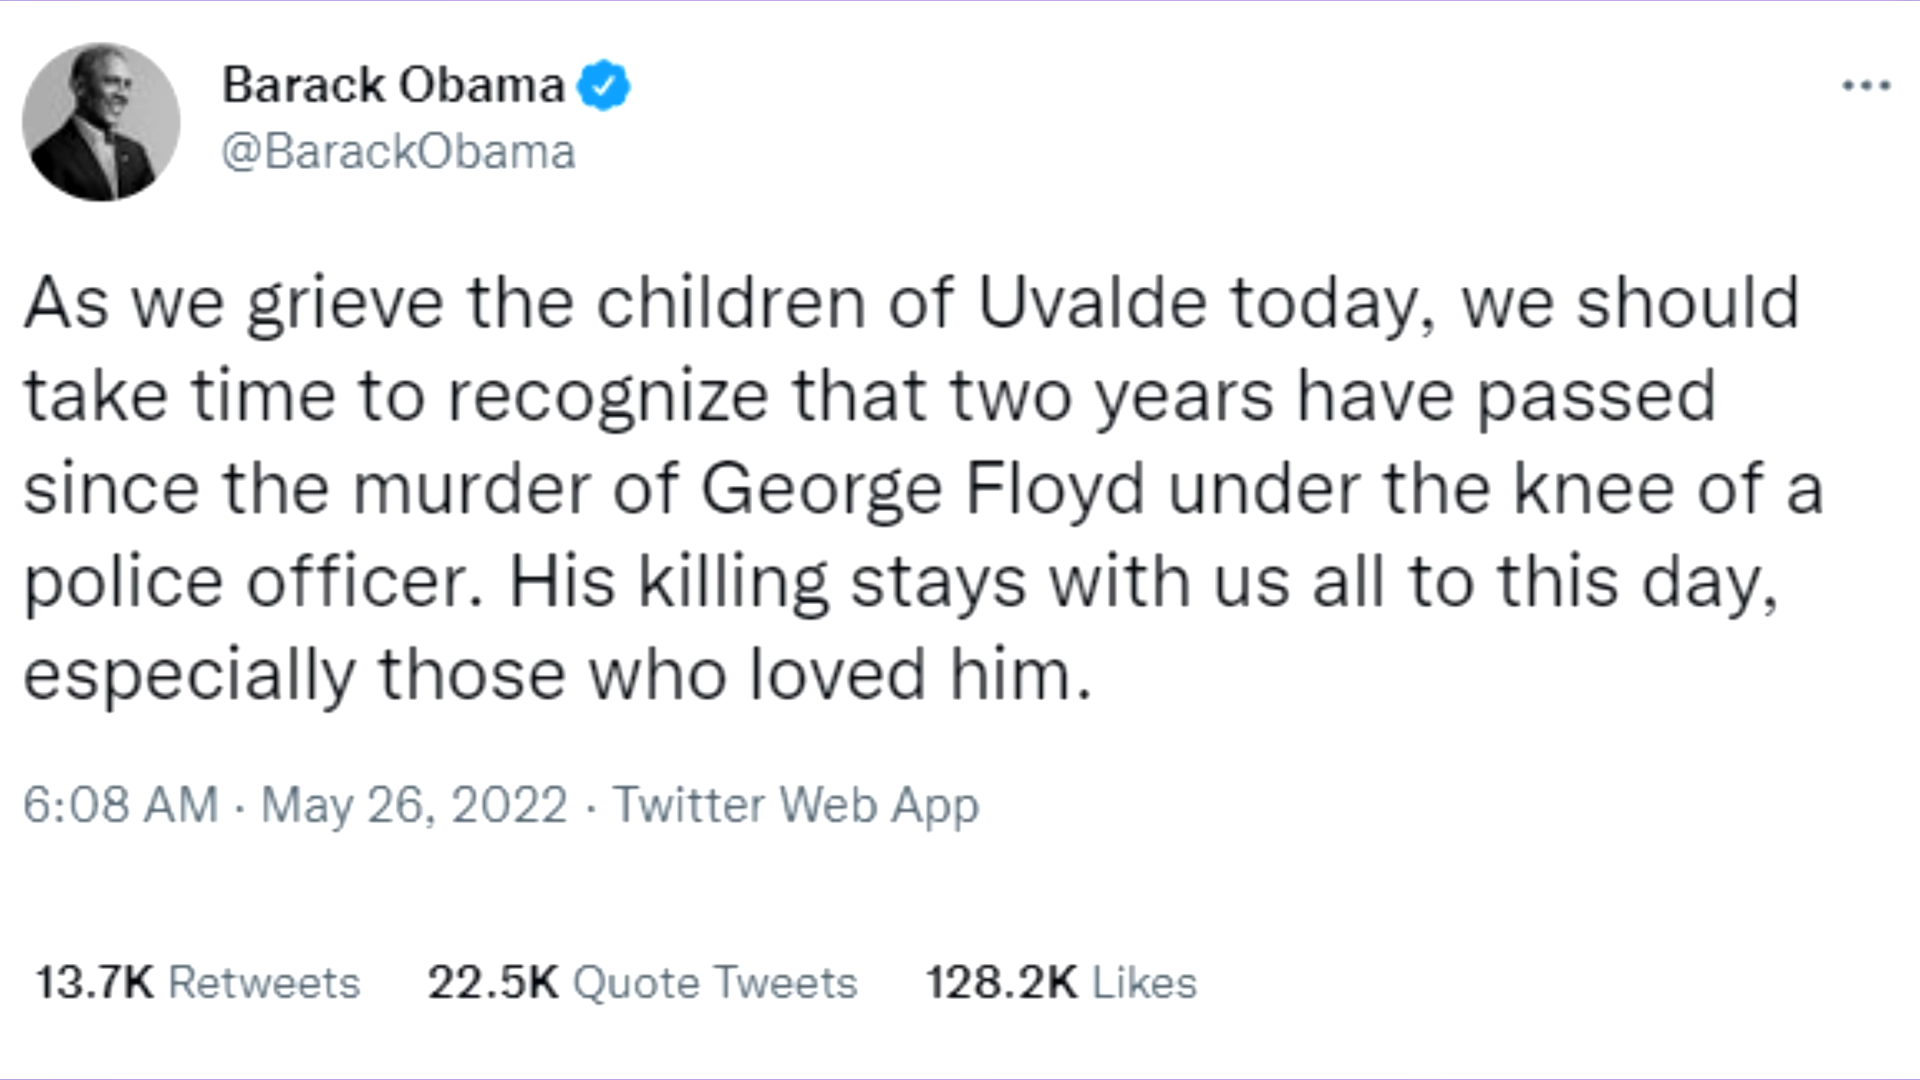 Barack Obama
@BarackObama
As we grieve the children of Uvalde today, we should
take time to recognize that two years have passed
since the murder of George Floyd under the knee of a
police officer. His killing stays with us all to this day,
especially those who loved him.
6:08 AM · May 26, 2022 · Twitter Web App
13.7K Retweets 22.5K Quote Tweets 128.2K Likes